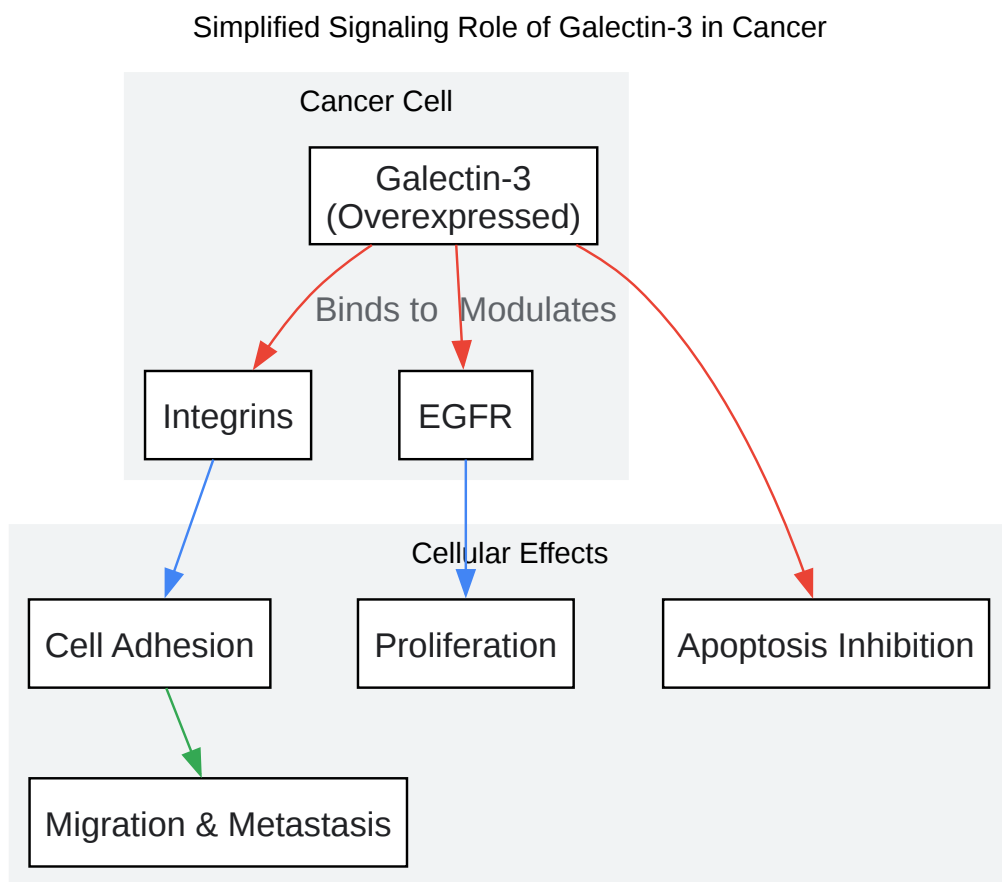 Simplified Signaling Role of Galectin-3 in Cancer
Cancer Cell
Galectin-3
(Overexpressed)
Binds to
Modulates
Integrins
EGFR
Cellular Effects
Cell Adhesion
Proliferation
Apoptosis Inhibition
Migration & Metastasis